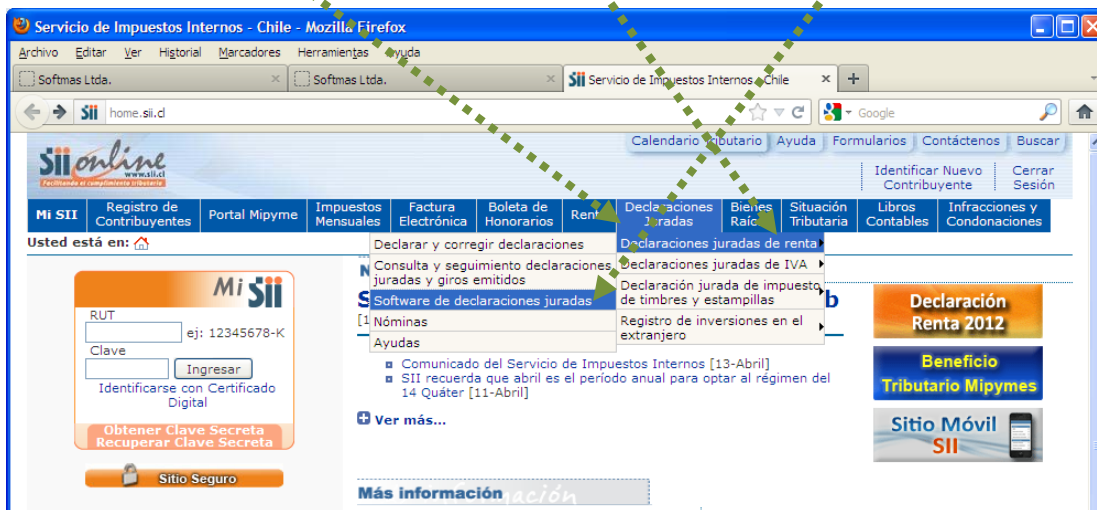 Servicio de Impuestos Internos - Chile - Mozilla Firefox
Archivo Editar Ver Historial Marcadores Herramientas Ayuda
Softmas Ltda.
Softmas Ltda.
Sii Servicio de Impuestos Internos - Chile
Sii home.sii.cl
Google
Sii online
www.sii.cl
Facilitando el cumplimiento tributario
Calendario Tributario Ayuda Formularios Contáctenos Buscar
Identificar Nuevo Contribuyente
Cerrar Sesión
Mi SII
Registro de Contribuyentes
Portal Mipyme
Impuestos Mensuales
Factura Electrónica
Boleta de Honorarios
Declaraciones Juradas
Bienes
Situación Tributaria
Libros Contables
Infracciones y Condonaciones
Usted está en:
Declarar y corregir declaraciones
Consulta y seguimiento declaraciones
juradas y giros emitidos
Software de declaraciones juradas
Nóminas
Ayudas
Declaraciones juradas de renta
Declaraciones juradas de IVA
Declaración jurada de impuesto
de timbres y estampillas
Registro de inversiones en el
extranjero
N
S
b
[1
Mi Sii
RUT
ej: 12345678-K
Clave
Ingresar
Identificarse con Certificado
Digital
Obtener Clave Secreta
Recuperar Clave Secreta
Sitio Seguro
Comunicado del Servicio de Impuestos Internos [13-Abril]
SII recuerda que abril es el período anual para optar al régimen del
14 Quáter [11-Abril]
Ver más...
Más información
Declaración
Renta 2012
Beneficio
Tributario Mipymes
Sitio Móvil
SII